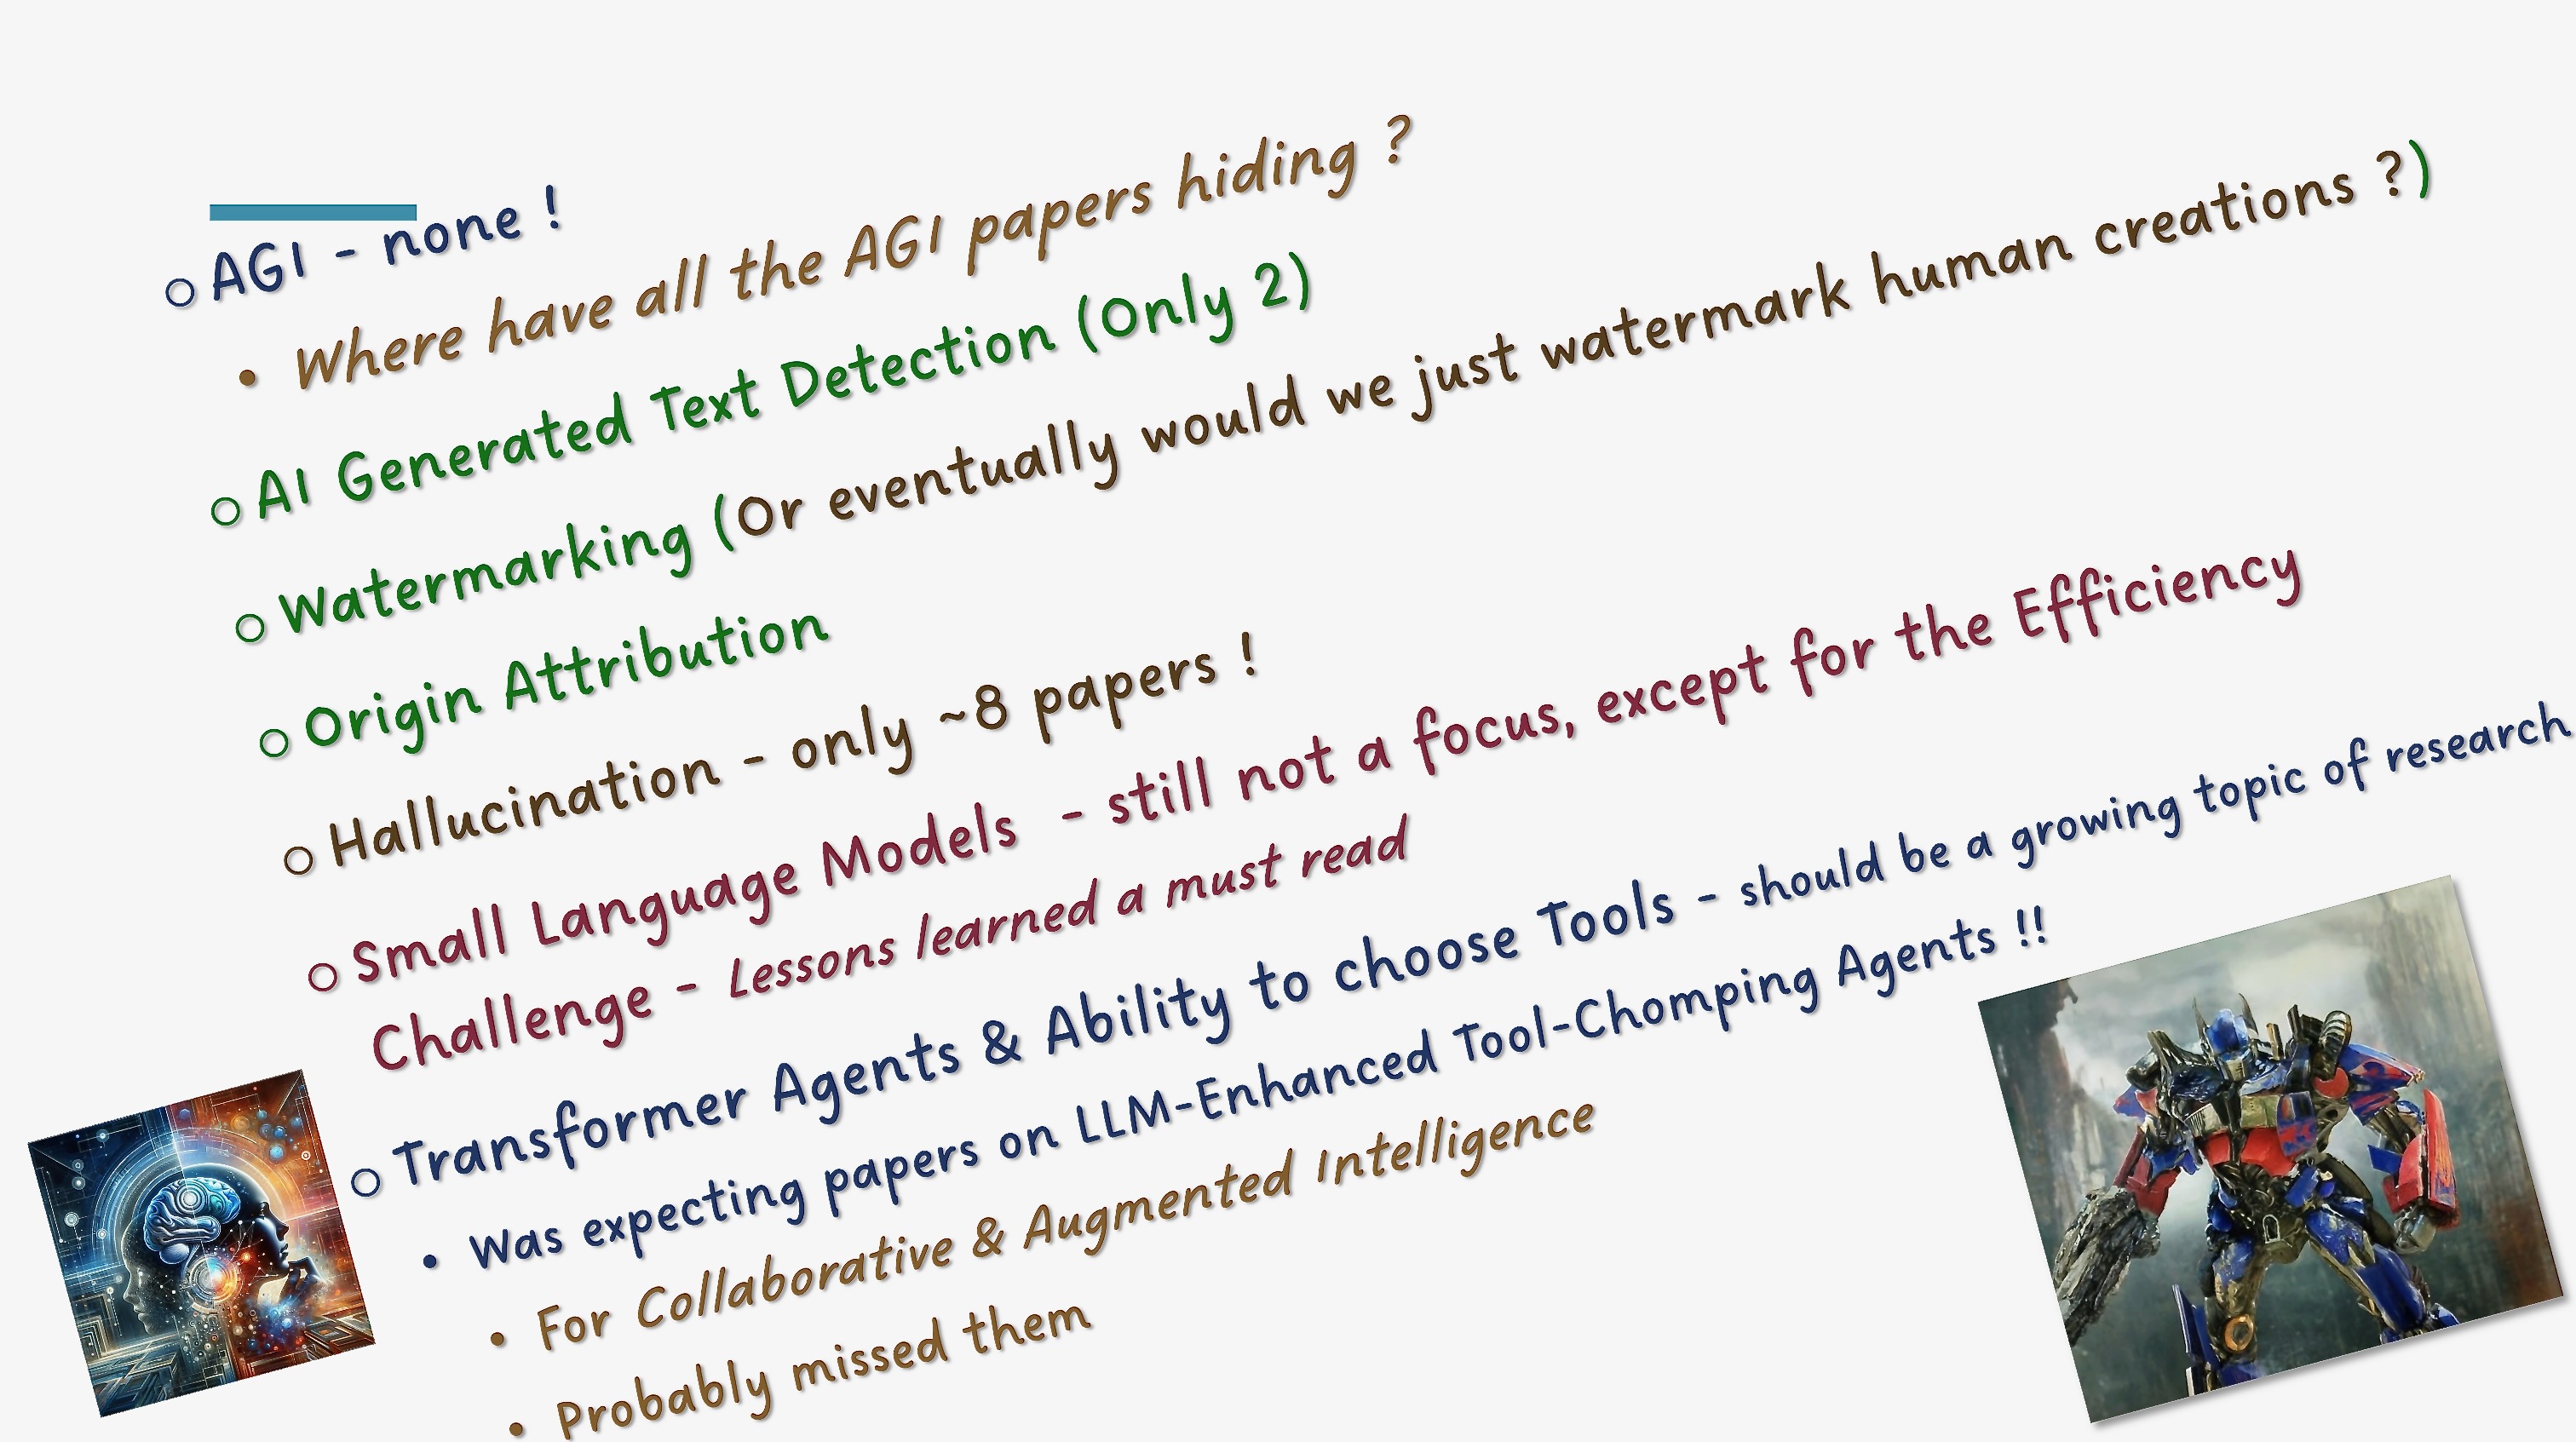 ○ AGI - none !
• Where have all the AGI papers hiding ?
○ AI Generated Text Detection (Only 2)
○ Watermarking (Or eventually would we just watermark human creations ?)
○ Origin Attribution
○ Hallucination - only ~8 papers !
○ Small Language Models - still not a focus, except for the Efficiency
Challenge - Lessons learned a must read
○ Transformer Agents & Ability to choose Tools - should be a growing topic of research
• Was expecting papers on LLM-Enhanced Tool-Chomping Agents !!
• For Collaborative & Augmented Intelligence
• Probably missed them